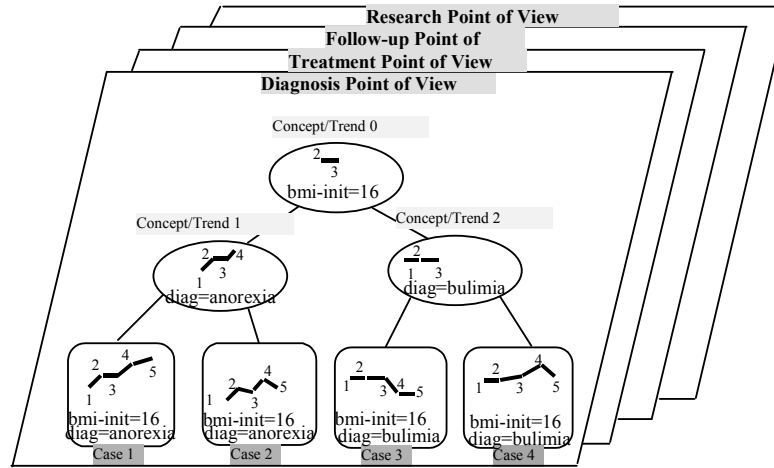 Research Point of View
Follow-up Point of
Treatment Point of View
Diagnosis Point of View
Concept/Trend 0
2
3
bmi-init=16
Concept/Trend 1
Concept/Trend 2
2 4
1 3
diag=anorexia
2
1 3
diag=bulimia
2 4
1 3 5
bmi-init=16
diag=anorexia
Case 1
2 4
1 3 5
bmi-init=16
diag=anorexia
Case 2
1 2 3
4 5
bmi-init=16
diag=bulimia
Case 3
4
1 2 3 5
bmi-init=16
diag=bulimia
Case 4